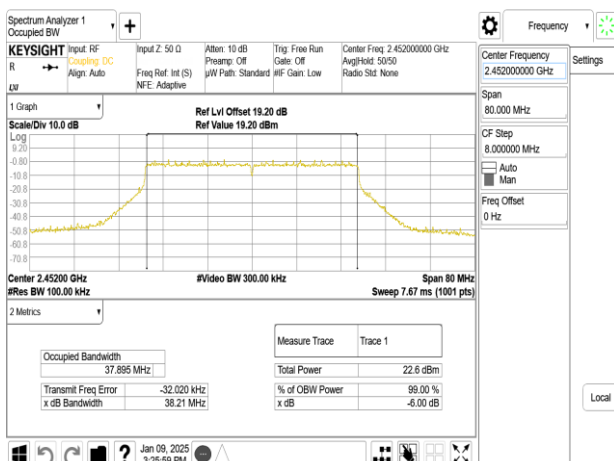 Spectrum Analyzer 1
Occupied BW
Frequency
KEYSIGHT
R
Input: RF
Coupling: DC
Align: Auto
Input Z: 50 Ω
Freq Ref: Int (S)
NFE: Adaptive
Atten: 10 dB
Preamp: Off
µW Path: Standard
Trig: Free Run
Gate: Off
#IF Gain: Low
Center Freq: 2.452000000 GHz
Avg|Hold: 50/50
Radio Std: None
Center Frequency
2.452000000 GHz
Settings
Span
80.000 MHz
CF Step
8.000000 MHz
Auto
Man
Freq Offset
0 Hz
Local
1 Graph
Scale/Div 10.0 dB
Ref Lvl Offset 19.20 dB
Ref Value 19.20 dBm
Log
9.20
-0.80
-10.8
-20.8
-30.8
-40.8
-50.8
-60.8
-70.8
Center 2.45200 GHz
#Res BW 100.00 kHz
#Video BW 300.00 kHz
Span 80 MHz
Sweep 7.67 ms (1001 pts)
2 Metrics
Occupied Bandwidth
37.895 MHz
Transmit Freq Error -32.020 kHz
x dB Bandwidth 38.21 MHz
Measure Trace Trace 1
Total Power 22.6 dBm
% of OBW Power 99.00 %
x dB -6.00 dB
?
Jan 09, 2025
3:25:59 PM